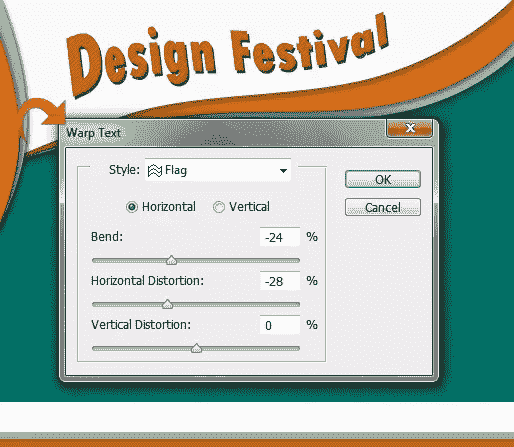 Design Festival
Warp Text
Style: Flag
OK
Horizontal Vertical
Cancel
Bend: -24 %
Horizontal Distortion: -28 %
Vertical Distortion: 0 %